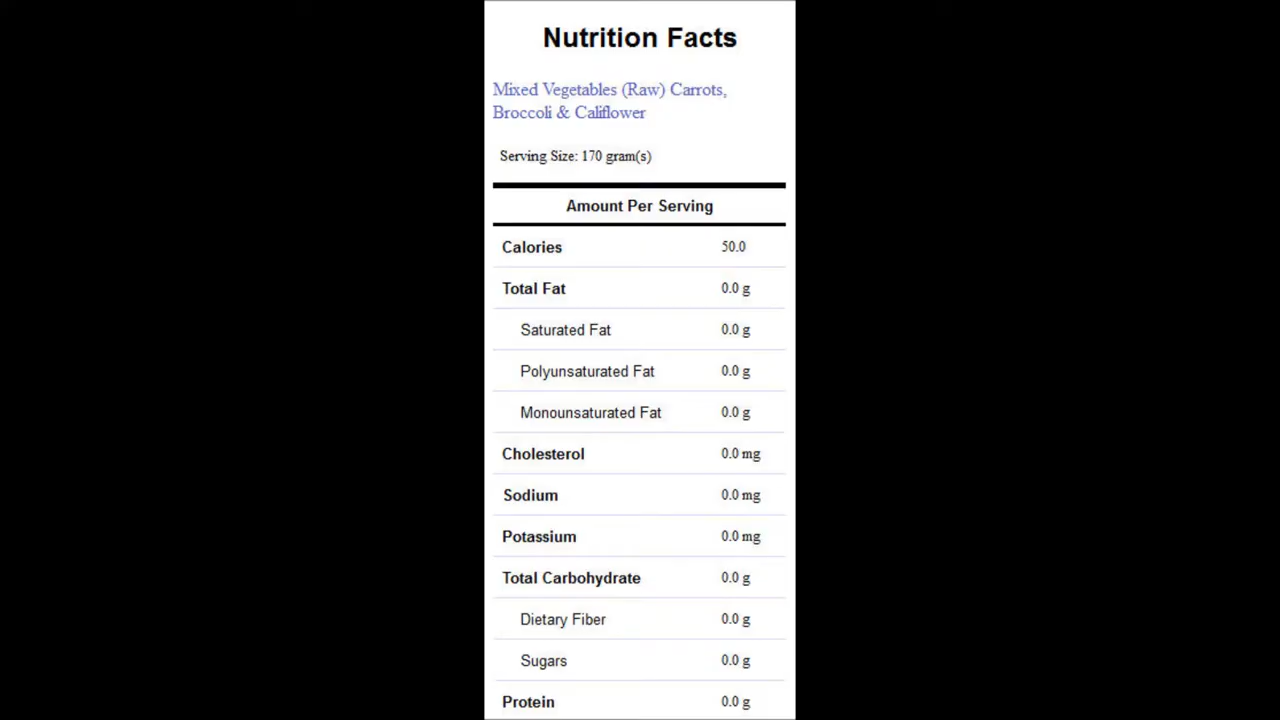 Nutrition Facts
Mixed Vegetables (Raw) Carrots,
Broccoli & Califlower
Serving Size: 170 gram(s)
Amount Per Serving
Calories 50.0
Total Fat 0.0 g
Saturated Fat 0.0 g
Polyunsaturated Fat 0.0 g
Monounsaturated Fat 0.0 g
Cholesterol 0.0 mg
Sodium 0.0 mg
Potassium 0.0 mg
Total Carbohydrate 0.0 g
Dietary Fiber 0.0 g
Sugars 0.0 g
Protein 0.0 g